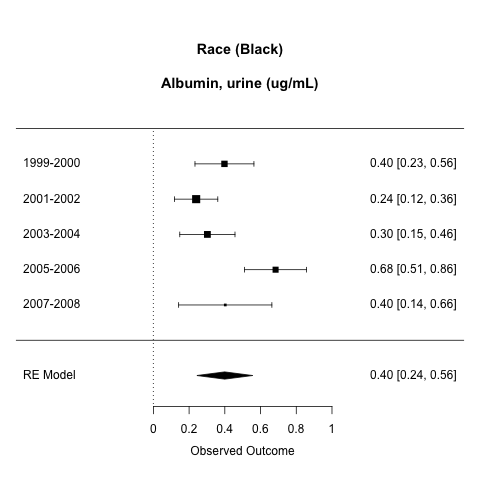 Race (Black)
Albumin, urine (ug/mL)
1999-2000 0.40 [0.23, 0.56]
2001-2002 0.24 [0.12, 0.36]
2003-2004 0.30 [0.15, 0.46]
2005-2006 0.68 [0.51, 0.86]
2007-2008 0.40 [0.14, 0.66]
RE Model 0.40 [0.24, 0.56]
0 0.2 0.4 0.6 0.8 1
Observed Outcome